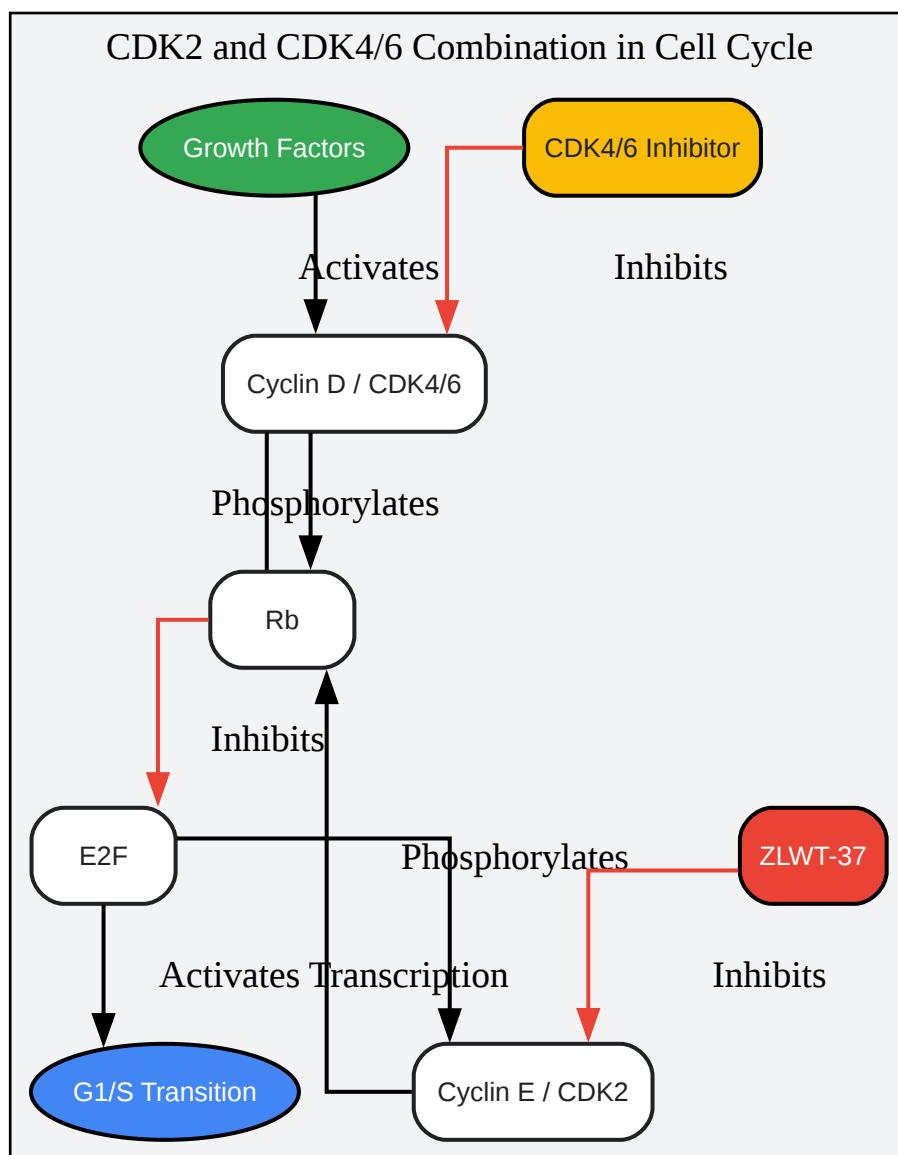 CDK2 and CDK4/6 Combination in Cell Cycle
Growth Factors
CDK4/6 Inhibitor
Activates
Inhibits
Cyclin D / CDK4/6
Phosphorylates
Rb
Inhibits
E2F
Phosphorylates
ZLWT-37
Activates Transcription
Inhibits
G1/S Transition
Cyclin E / CDK2